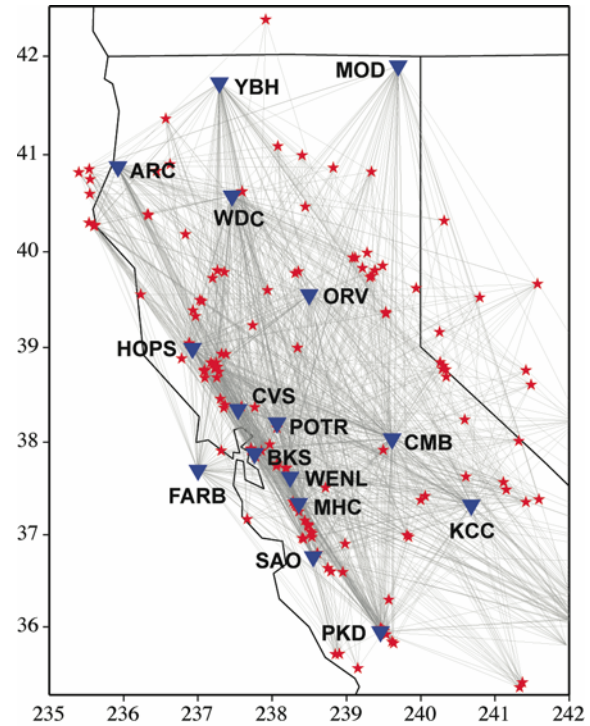 42
MOD
YBH
41
ARC
WDC
40
ORV
39
HOPS
CVS
POTR
38
CMB
BKS
WENL
FARB
MHC
KCC
37
SAO
36
PKD
35
235 236 237 238 239 240 241 242